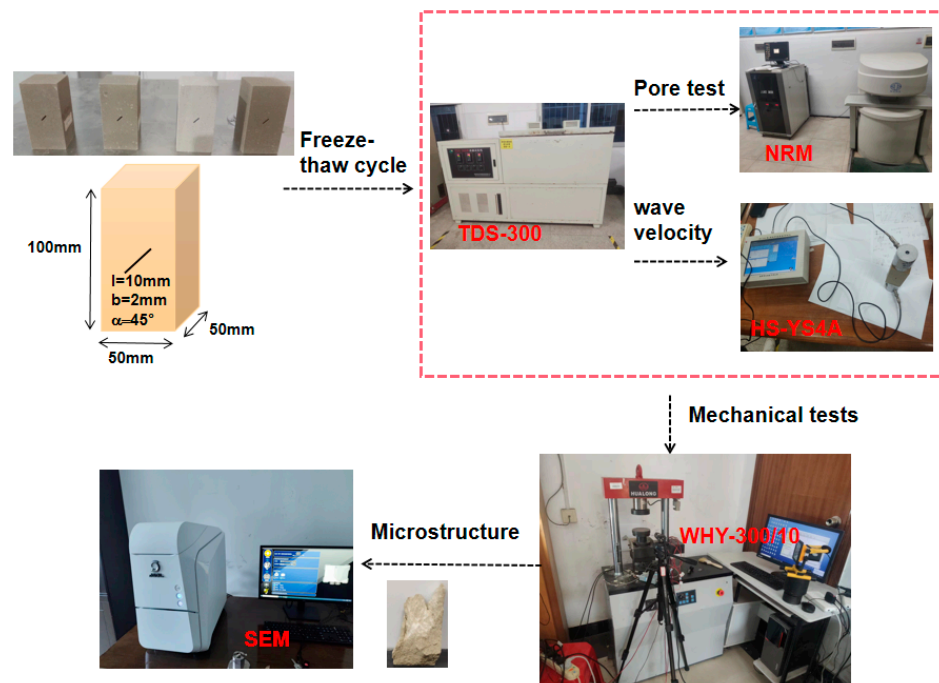 Freeze-
thaw cycle
100mm
l=10mm
b=2mm
α=45°
50mm
50mm
TDS-300
Pore test
NRM
wave
velocity
HS-YS4A
Mechanical tests
HUALONG
WHY-300/10
Microstructure
SEM